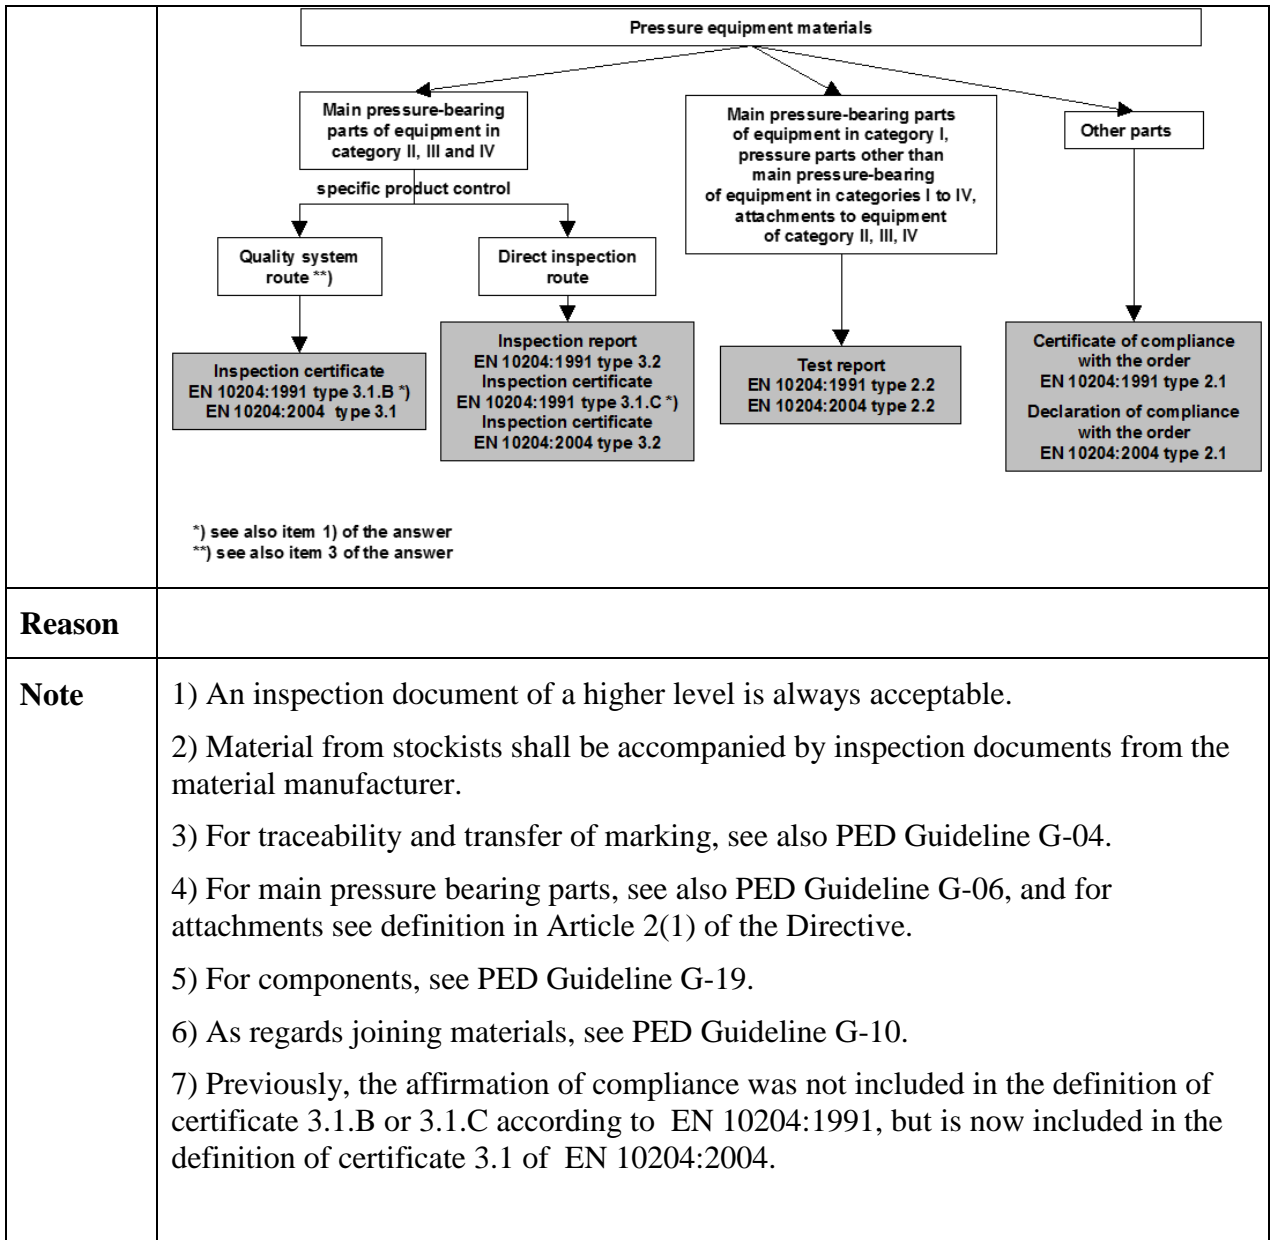 Pressure equipment materials
Main pressure-bearing
parts of equipment in
category II, III and IV
Main pressure-bearing parts
of equipment in category I,
pressure parts other than
main pressure-bearing
of equipment in categories I to IV,
attachments to equipment
of category II, III, IV
Other parts
specific product control
Quality system
route **)
Direct inspection
route
Inspection certificate
EN 10204:1991 type 3.1.B *)
EN 10204:2004 type 3.1
Inspection report
EN 10204:1991 type 3.2
Inspection certificate
EN 10204:1991 type 3.1.C *)
Inspection certificate
EN 10204:2004 type 3.2
Test report
EN 10204:1991 type 2.2
EN 10204:2004 type 2.2
Certificate of compliance
with the order
EN 10204:1991 type 2.1
Declaration of compliance
with the order
EN 10204:2004 type 2.1
*) see also item 1) of the answer
**) see also item 3 of the answer
Reason
Note
1) An inspection document of a higher level is always acceptable.
2) Material from stockists shall be accompanied by inspection documents from the
material manufacturer.
3) For traceability and transfer of marking, see also PED Guideline G-04.
4) For main pressure bearing parts, see also PED Guideline G-06, and for
attachments see definition in Article 2(1) of the Directive.
5) For components, see PED Guideline G-19.
6) As regards joining materials, see PED Guideline G-10.
7) Previously, the affirmation of compliance was not included in the definition of
certificate 3.1.B or 3.1.C according to EN 10204:1991, but is now included in the
definition of certificate 3.1 of EN 10204:2004.